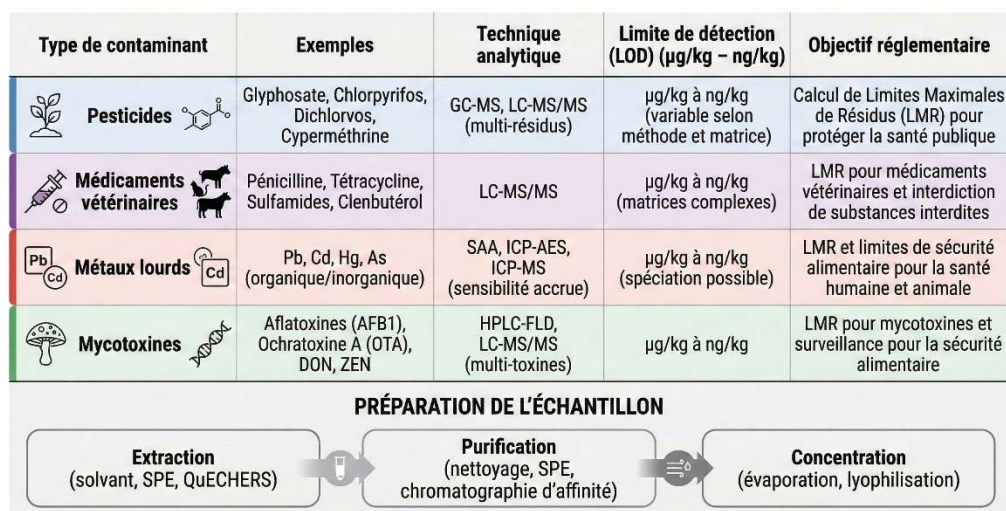 Type de contaminant
Exemples
Technique
analytique
Limite de détection
(LOD) (µg/kg – ng/kg)
Objectif réglementaire
Pesticides
Glyphosate, Chlorpyrifos,
Dichlorvos,
Cyperméthrine
GC-MS, LC-MS/MS
(multi-résidus)
µg/kg à ng/kg
(variable selon
méthode et matrice)
Calcul de Limites Maximales
de Résidus (LMR) pour
protéger la santé publique
Médicaments
vétérinaires
Pénicilline, Tétracycline,
Sulfamides, Clenbutérol
LC-MS/MS
µg/kg à ng/kg
(matrices complexes)
LMR pour médicaments
vétérinaires et interdiction
de substances interdites
Pb
Cd
Métaux lourds
Cd
Pb, Cd, Hg, As
(organique/inorganique)
SAA, ICP-AES,
ICP-MS
(sensibilité accrue)
µg/kg à ng/kg
(spéciation possible)
LMR et limites de sécurité
alimentaire pour la santé
humaine et animale
Mycotoxines
Aflatoxines (AFB1),
Ochratoxine A (OTA),
DON, ZEN
HPLC-FLD,
LC-MS/MS
(multi-toxines)
µg/kg à ng/kg
LMR pour mycotoxines et
surveillance pour la sécurité
alimentaire
PRÉPARATION DE L'ÉCHANTILLON
Extraction
(solvant, SPE, QuECHERS)
Purification
(nettoyage, SPE,
chromatographie d'affinité)
Concentration
(évaporation, lyophilisation)